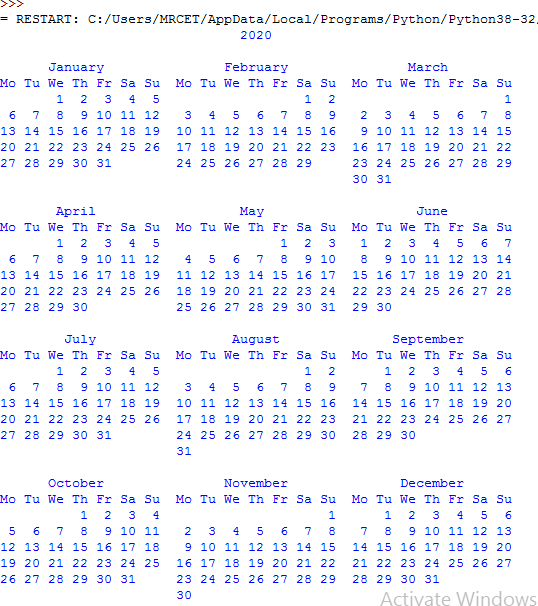 >>>
= RESTART: C:/Users/MRCET/AppData/Local/Programs/Python/Python38-32/
                              2020

      January                   February                   March
Mo Tu We Th Fr Sa Su  Mo Tu We Th Fr Sa Su  Mo Tu We Th Fr Sa Su
       1  2  3  4  5                  1  2                     1
 6  7  8  9 10 11 12   3  4  5  6  7  8  9   2  3  4  5  6  7  8
13 14 15 16 17 18 19  10 11 12 13 14 15 16   9 10 11 12 13 14 15
20 21 22 23 24 25 26  17 18 19 20 21 22 23  16 17 18 19 20 21 22
27 28 29 30 31        24 25 26 27 28 29     23 24 25 26 27 28 29
                                            30 31

       April                     May                       June
Mo Tu We Th Fr Sa Su  Mo Tu We Th Fr Sa Su  Mo Tu We Th Fr Sa Su
       1  2  3  4  5               1  2  3   1  2  3  4  5  6  7
 6  7  8  9 10 11 12   4  5  6  7  8  9 10   8  9 10 11 12 13 14
13 14 15 16 17 18 19  11 12 13 14 15 16 17  15 16 17 18 19 20 21
20 21 22 23 24 25 26  18 19 20 21 22 23 24  22 23 24 25 26 27 28
27 28 29 30           25 26 27 28 29 30 31  29 30

        July                    August                  September
Mo Tu We Th Fr Sa Su  Mo Tu We Th Fr Sa Su  Mo Tu We Th Fr Sa Su
       1  2  3  4  5                  1  2      1  2  3  4  5  6
 6  7  8  9 10 11 12   3  4  5  6  7  8  9   7  8  9 10 11 12 13
13 14 15 16 17 18 19  10 11 12 13 14 15 16  14 15 16 17 18 19 20
20 21 22 23 24 25 26  17 18 19 20 21 22 23  21 22 23 24 25 26 27
27 28 29 30 31        24 25 26 27 28 29 30  28 29 30
                      31

      October                  November                 December
Mo Tu We Th Fr Sa Su  Mo Tu We Th Fr Sa Su  Mo Tu We Th Fr Sa Su
          1  2  3  4                     1      1  2  3  4  5  6
 5  6  7  8  9 10 11   2  3  4  5  6  7  8   7  8  9 10 11 12 13
12 13 14 15 16 17 18   9 10 11 12 13 14 15  14 15 16 17 18 19 20
19 20 21 22 23 24 25  16 17 18 19 20 21 22  21 22 23 24 25 26 27
26 27 28 29 30 31     23 24 25 26 27 28 29  28 29 30 31
                      30
Activate Windows